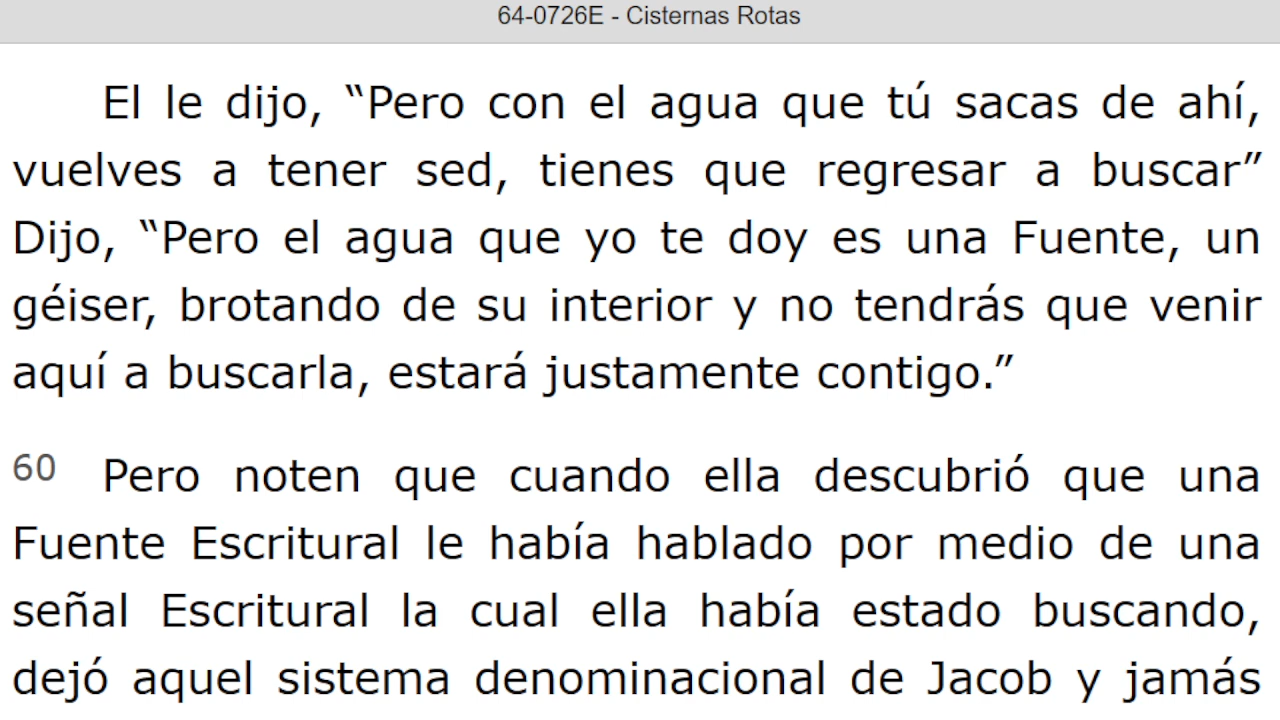 64-0726E - Cisternas Rotas
El le dijo, “Pero con el agua que tú sacas de ahí,
vuelves a tener sed, tienes que regresar a buscar”
Dijo, “Pero el agua que yo te doy es una Fuente, un
géiser, brotando de su interior y no tendrás que venir
aquí a buscarla, estará justamente contigo.”
60 Pero noten que cuando ella descubrió que una
Fuente Escritural le había hablado por medio de una
señal Escritural la cual ella había estado buscando,
dejó aquel sistema denominacional de Jacob y jamás